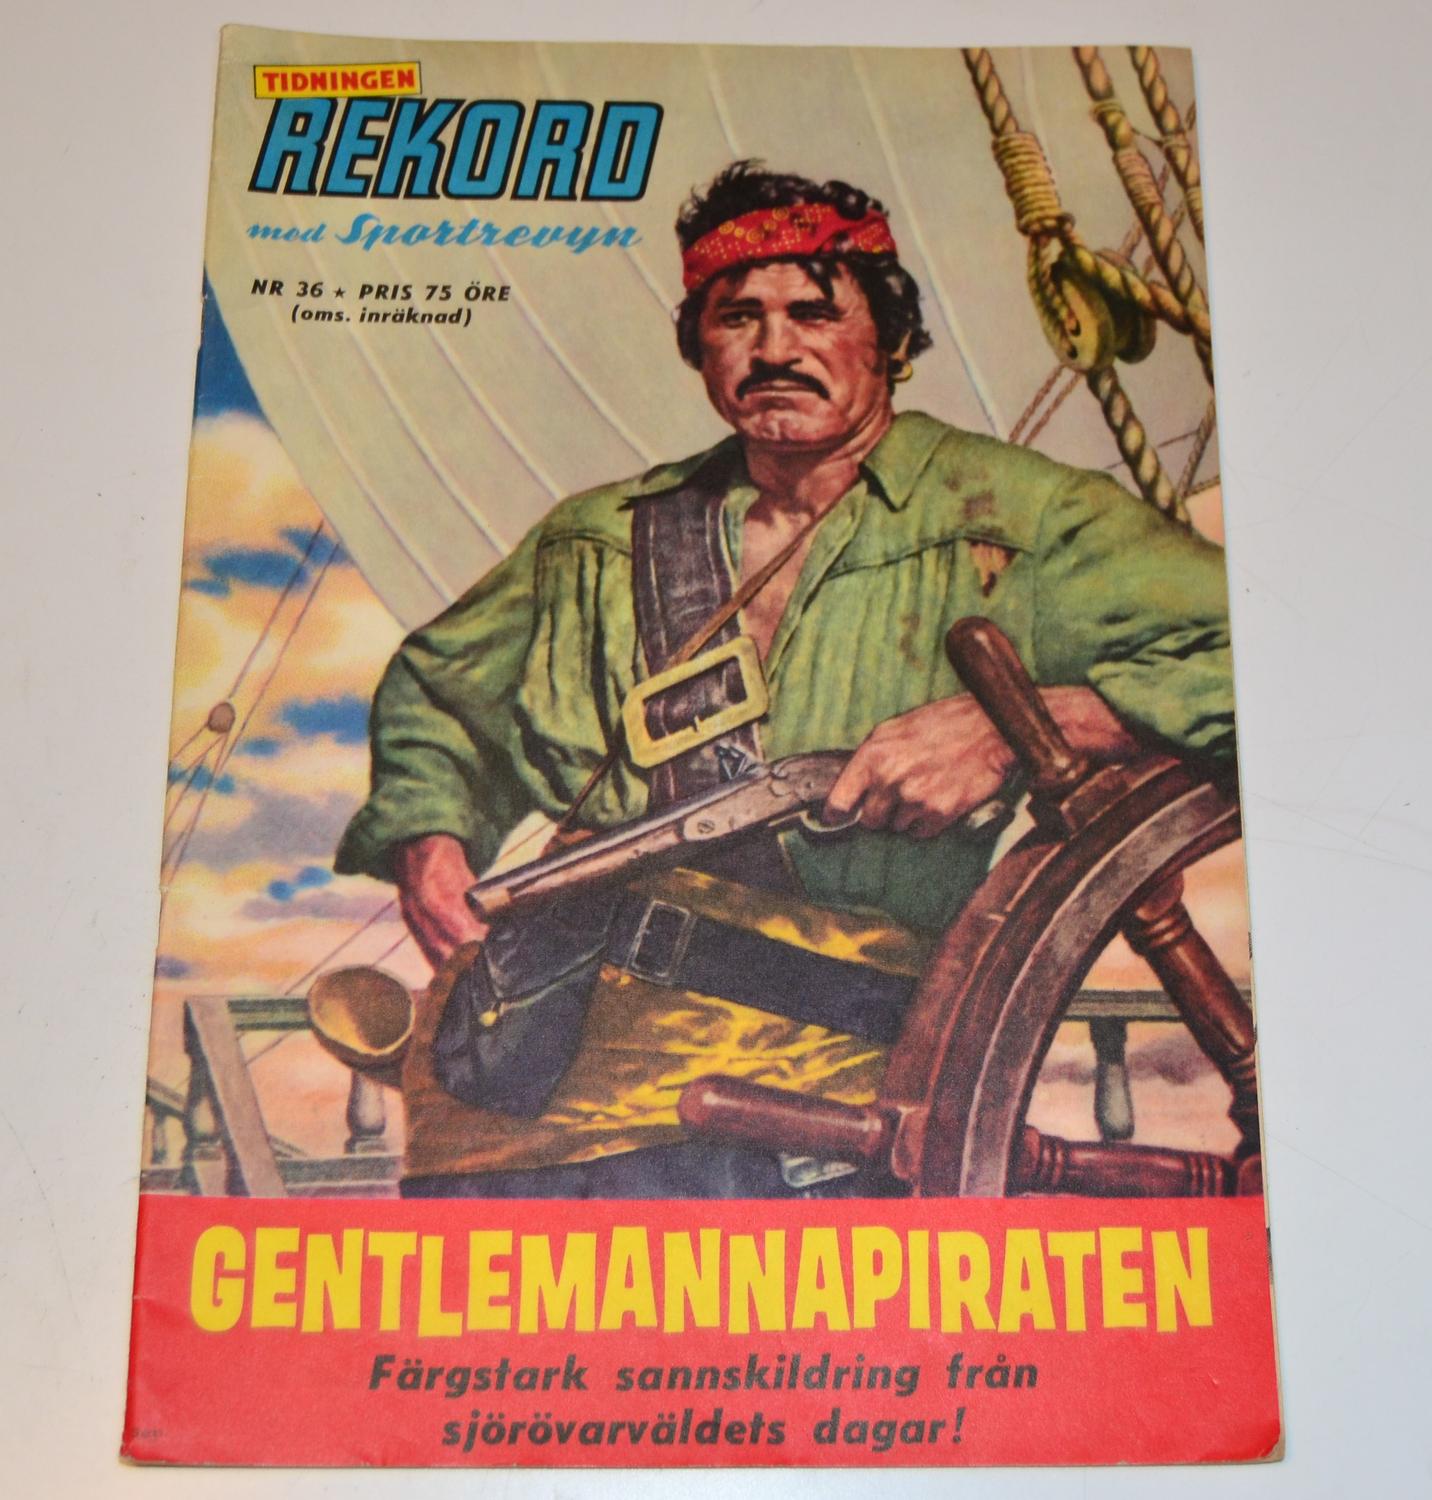 TIDNINGEN
REKORD
med Sportrevyn
NR 36 ★ PRIS 75 ÖRE
(oms. inräknad)
GENTLEMANNAPIRATEN
Färgstark sannskildring från
sjörövarväldets dagar!